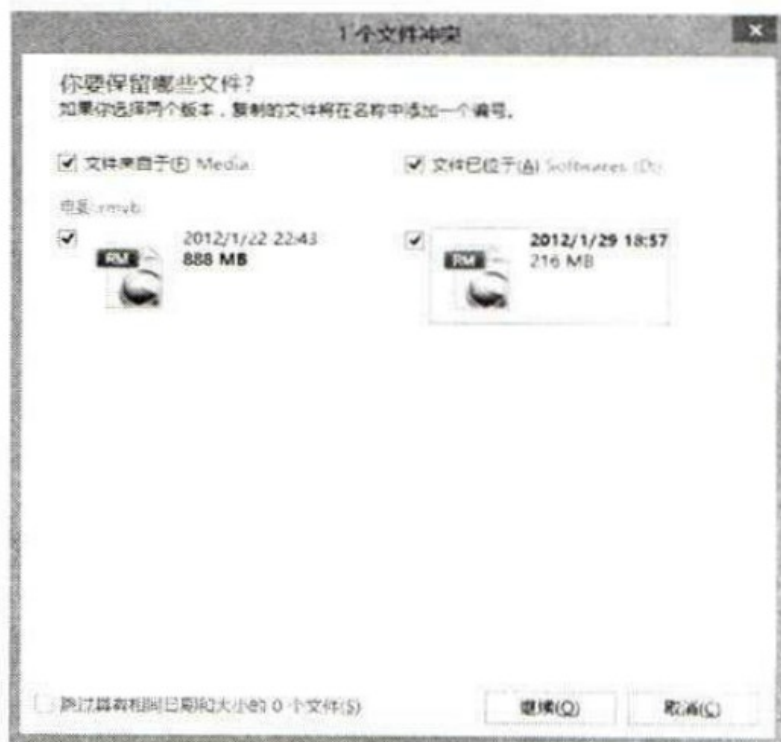 1 个文件冲突
你要保留哪些文件?
如果你选择两个版本，复制的文件将在名称中添加一个编号。
文件来自于(F) Media
文件已位于(A) Softwares (D:)
.rmvb
2012/1/22 22:43
888 MB
2012/1/29 18:57
216 MB
RM
RM
跳过具有相同日期和大小的 0 个文件(S)
继续(O)
取消(C)